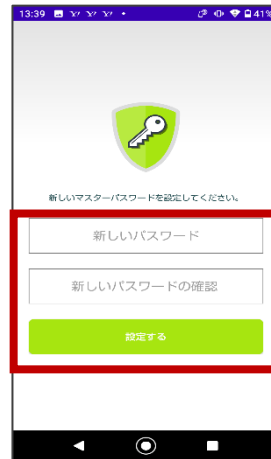 13:39
41%
新しいマスターパスワードを設定してください。
新しいパスワード
新しいパスワードの確認
設定する